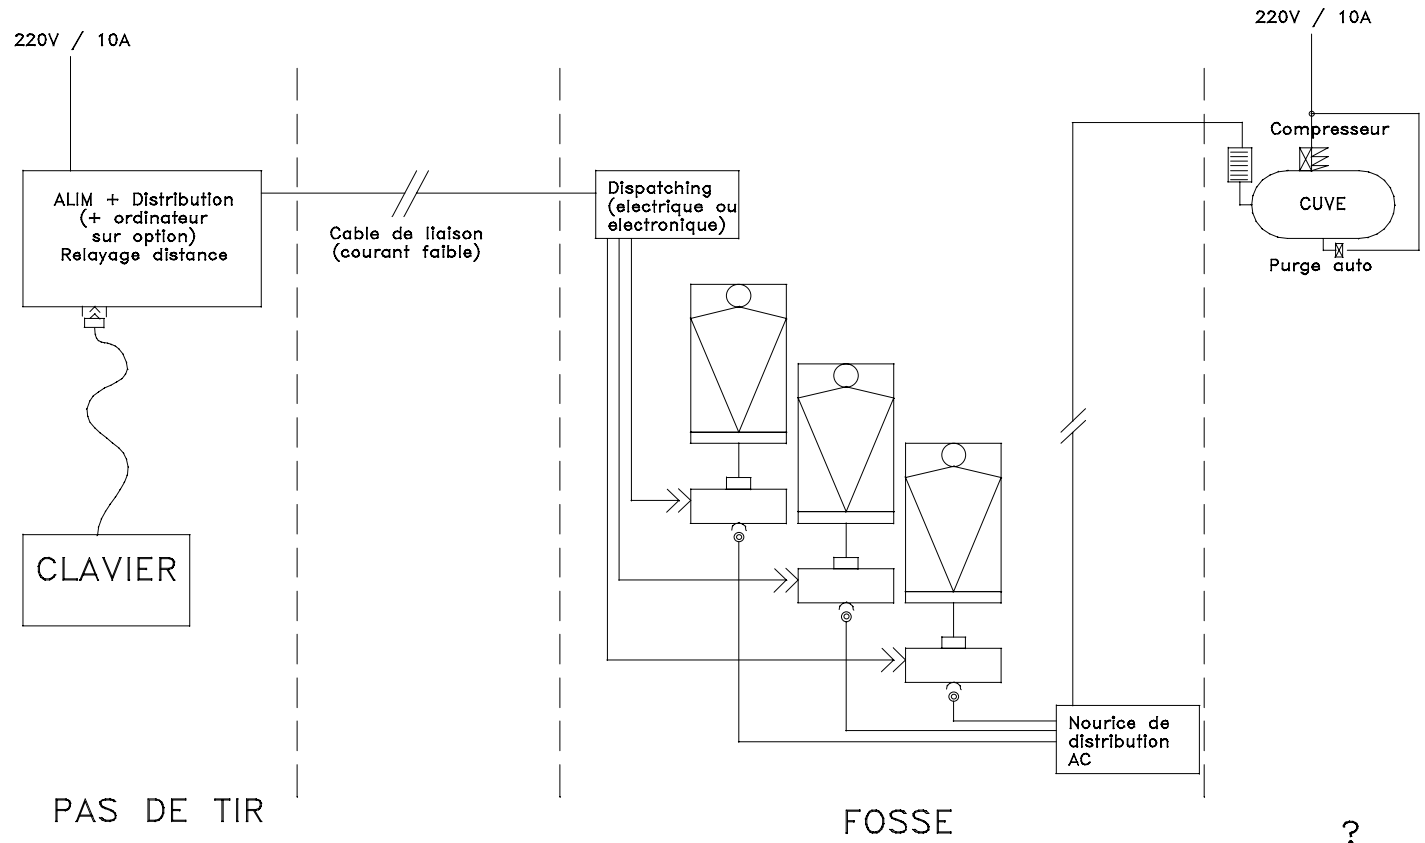 220V / 10A
220V / 10A
Compresseur
ALIM + Distribution
(+ ordinateur
sur option)
Relayage distance
Cable de liaison
(courant faible)
Dispatching
(electrique ou
electronique)
CUVE
Purge auto
CLAVIER
Nourice de
distribution
AC
PAS DE TIR
FOSSE
?